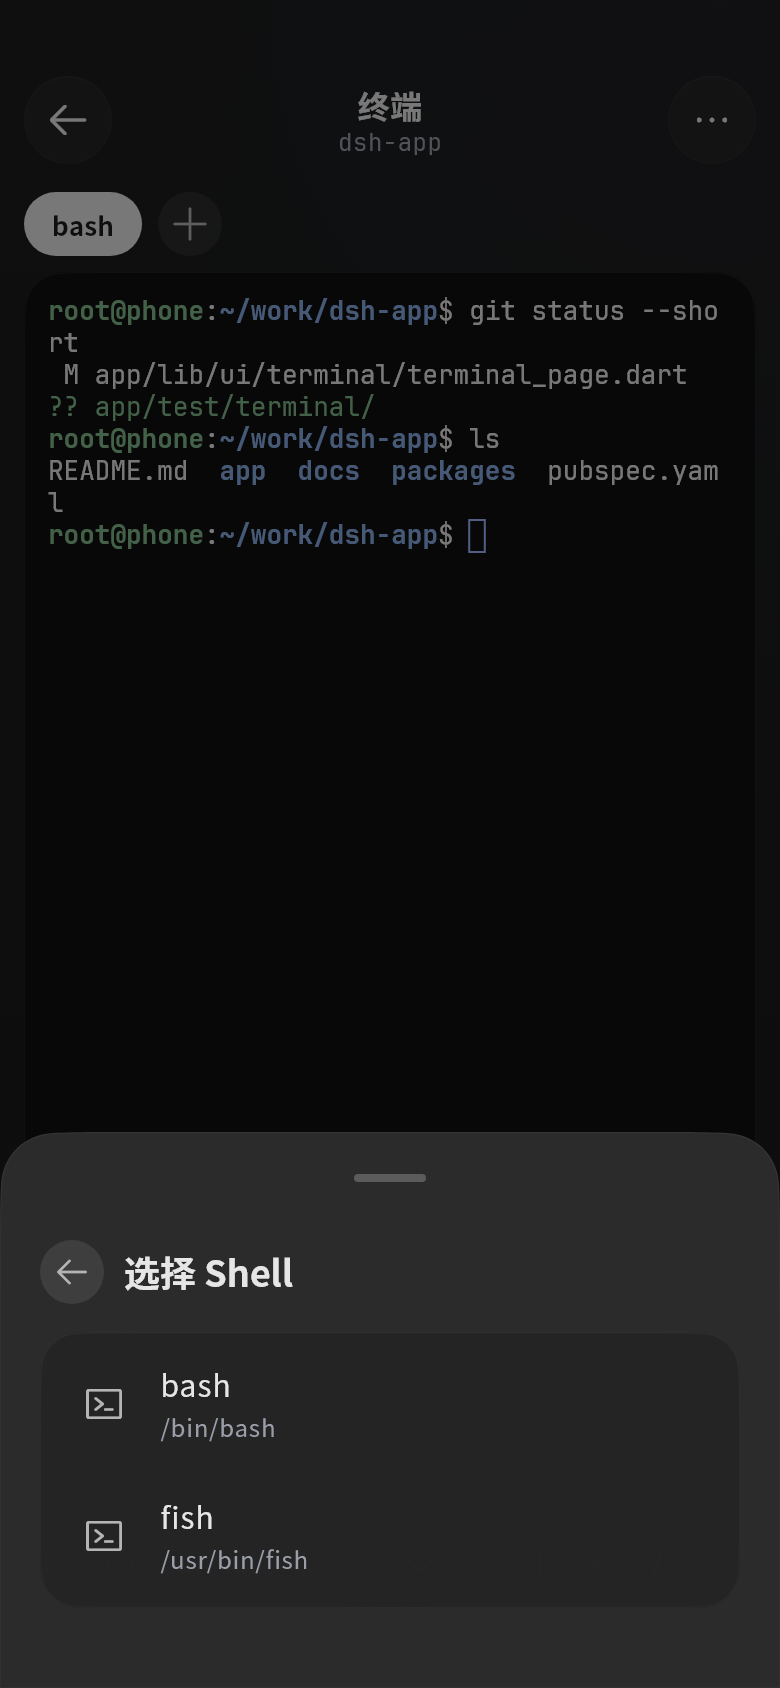 终端
dsh-app
bash
root@phone:~/work/dsh-app$ git status --sho
rt
 M app/lib/ui/terminal/terminal_page.dart
?? app/test/terminal/
root@phone:~/work/dsh-app$ ls
README.md  app  docs  packages  pubspec.yam
l
root@phone:~/work/dsh-app$
选择 Shell
bash
/bin/bash
fish
/usr/bin/fish